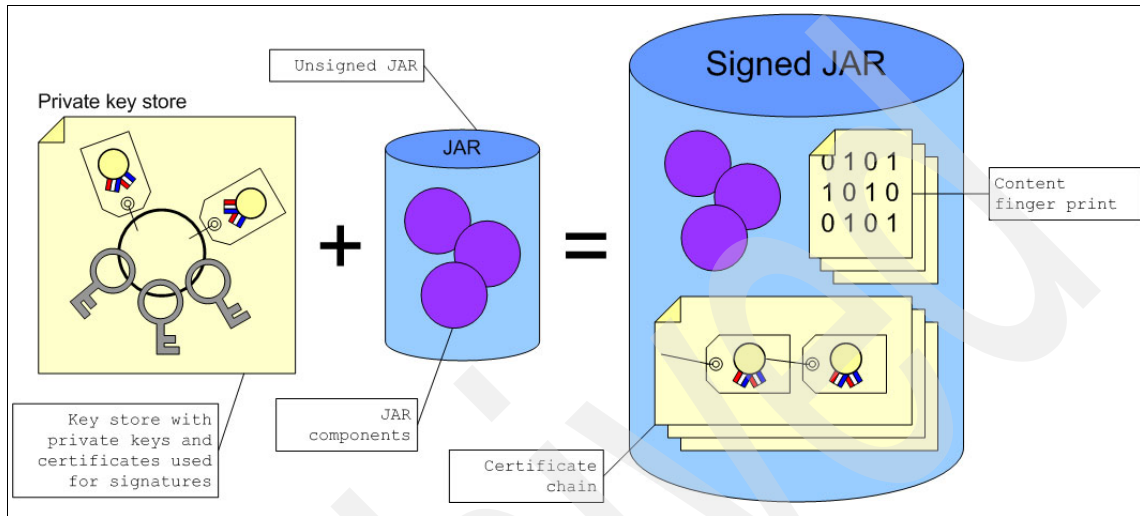 Unsigned JAR
Signed JAR
Private key store
JAR
0 1 0 1
1 0 1 0
0 1 0 1
Content
finger print
+
=
Key store with
private keys and
certificates used
for signatures
JAR
components
Certificate
chain